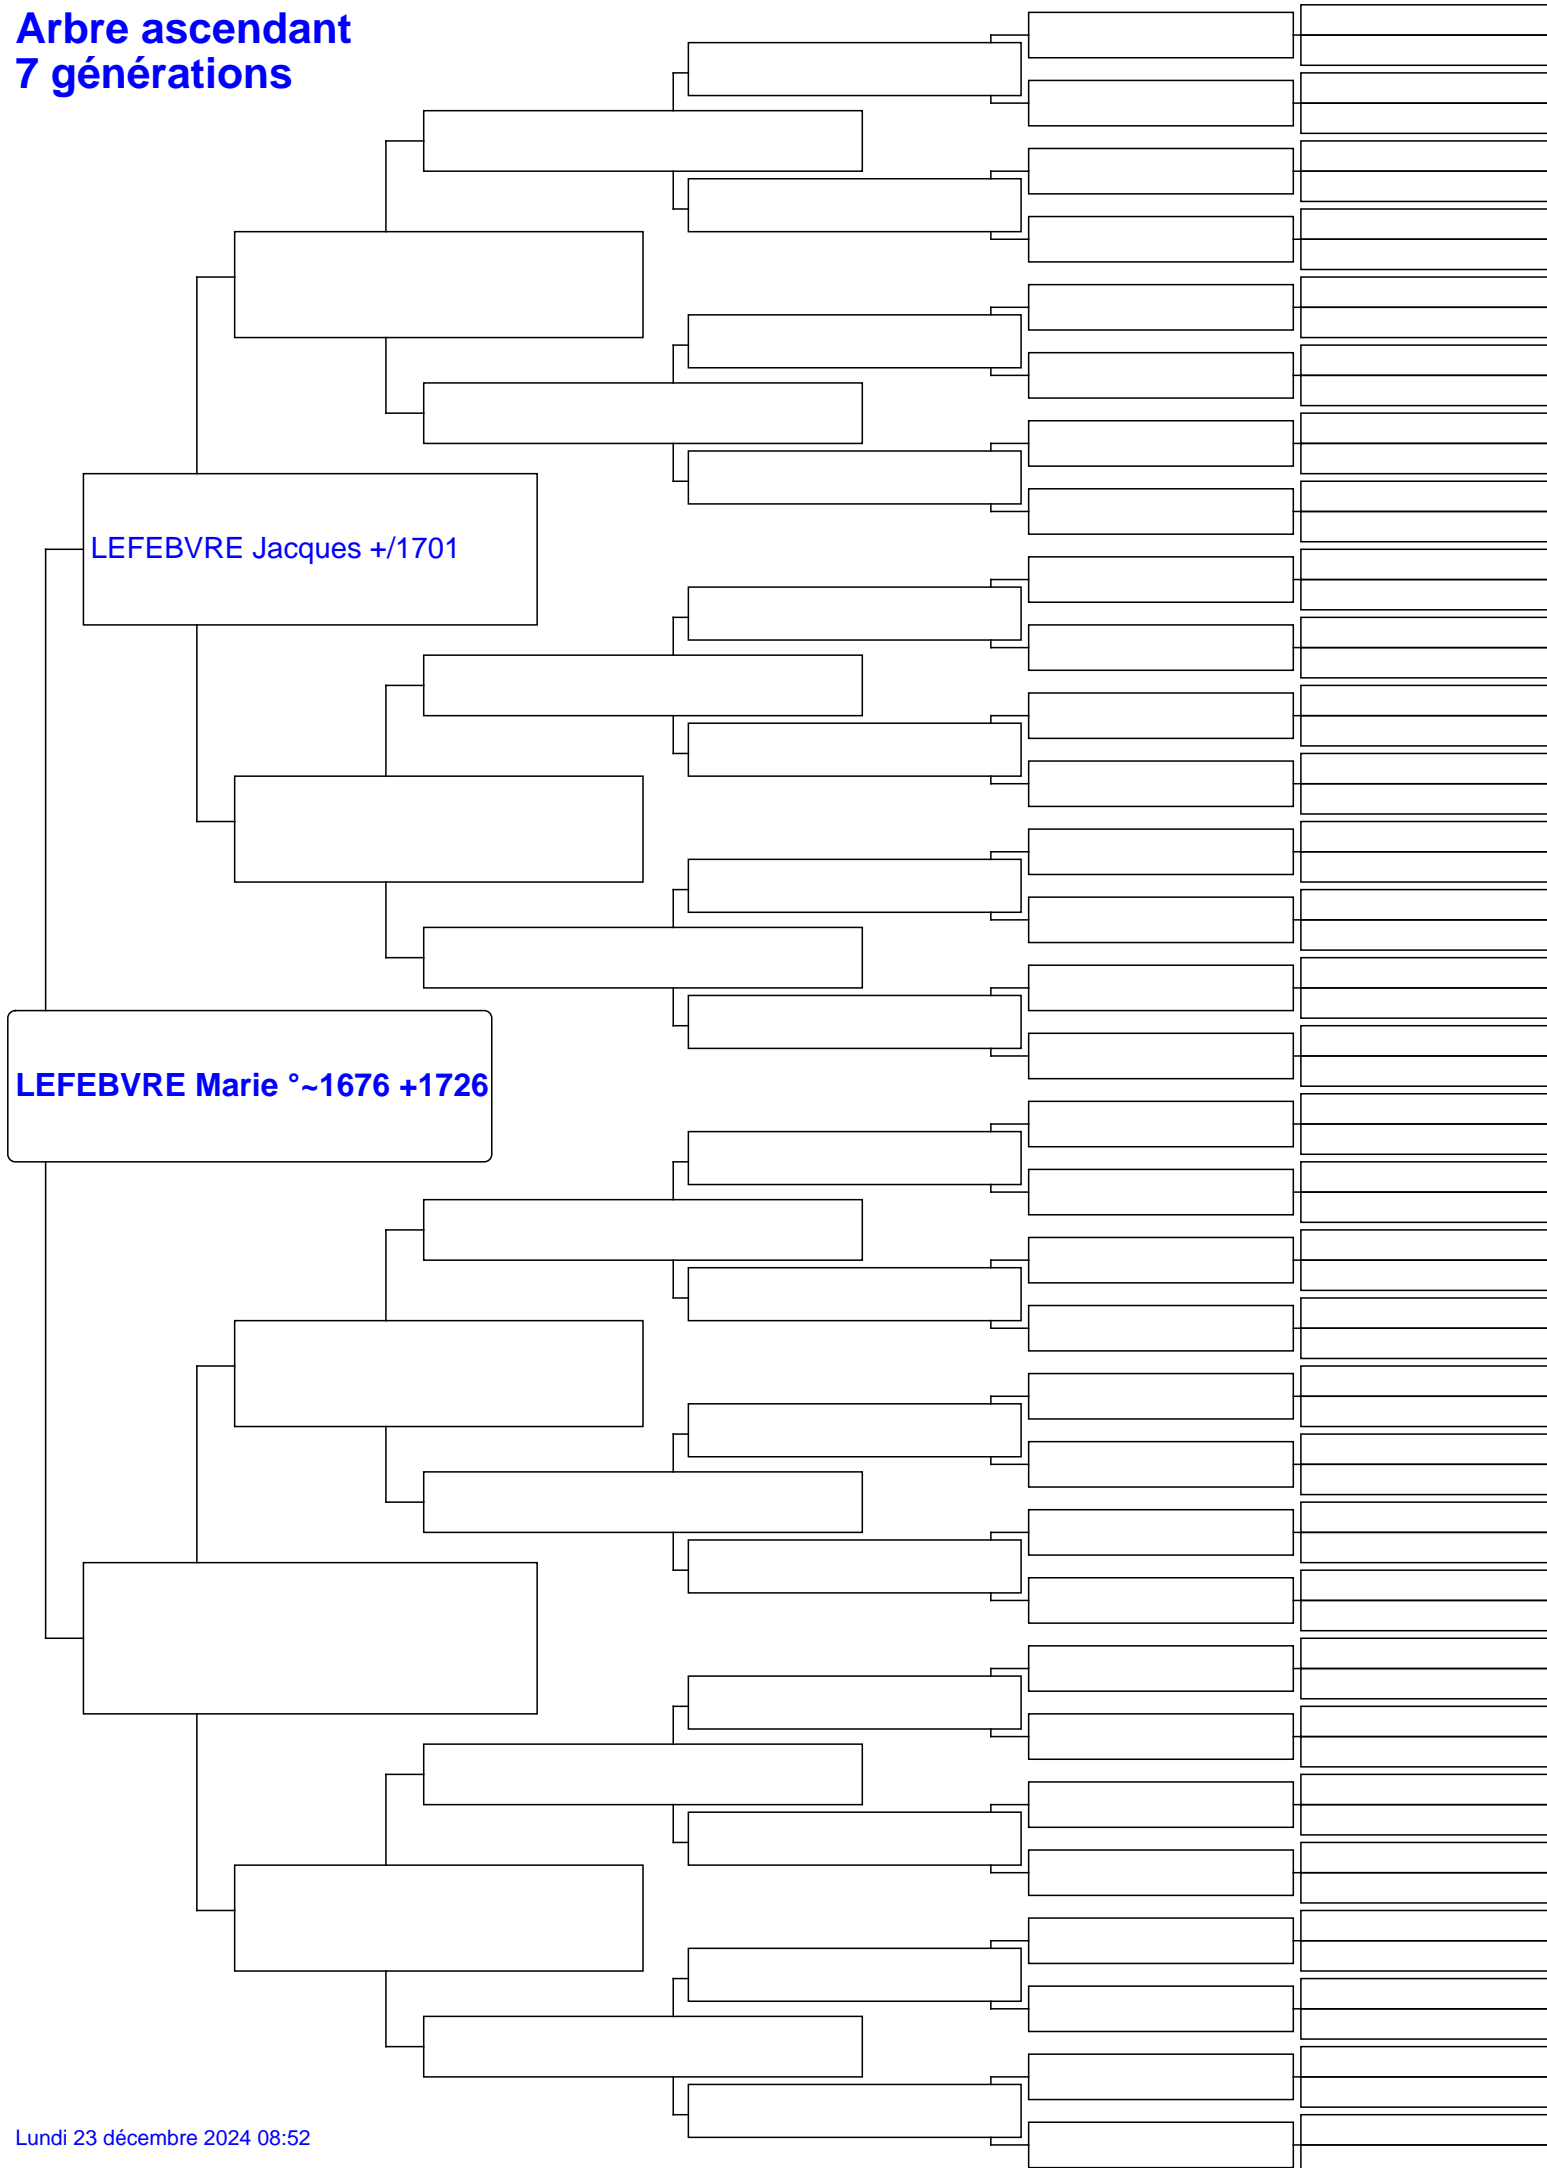 Arbre ascendant
7 générations
LEFEBVRE Jacques +/1701
LEFEBVRE Marie °~1676 +1726
Lundi 23 décembre 2024 08:52